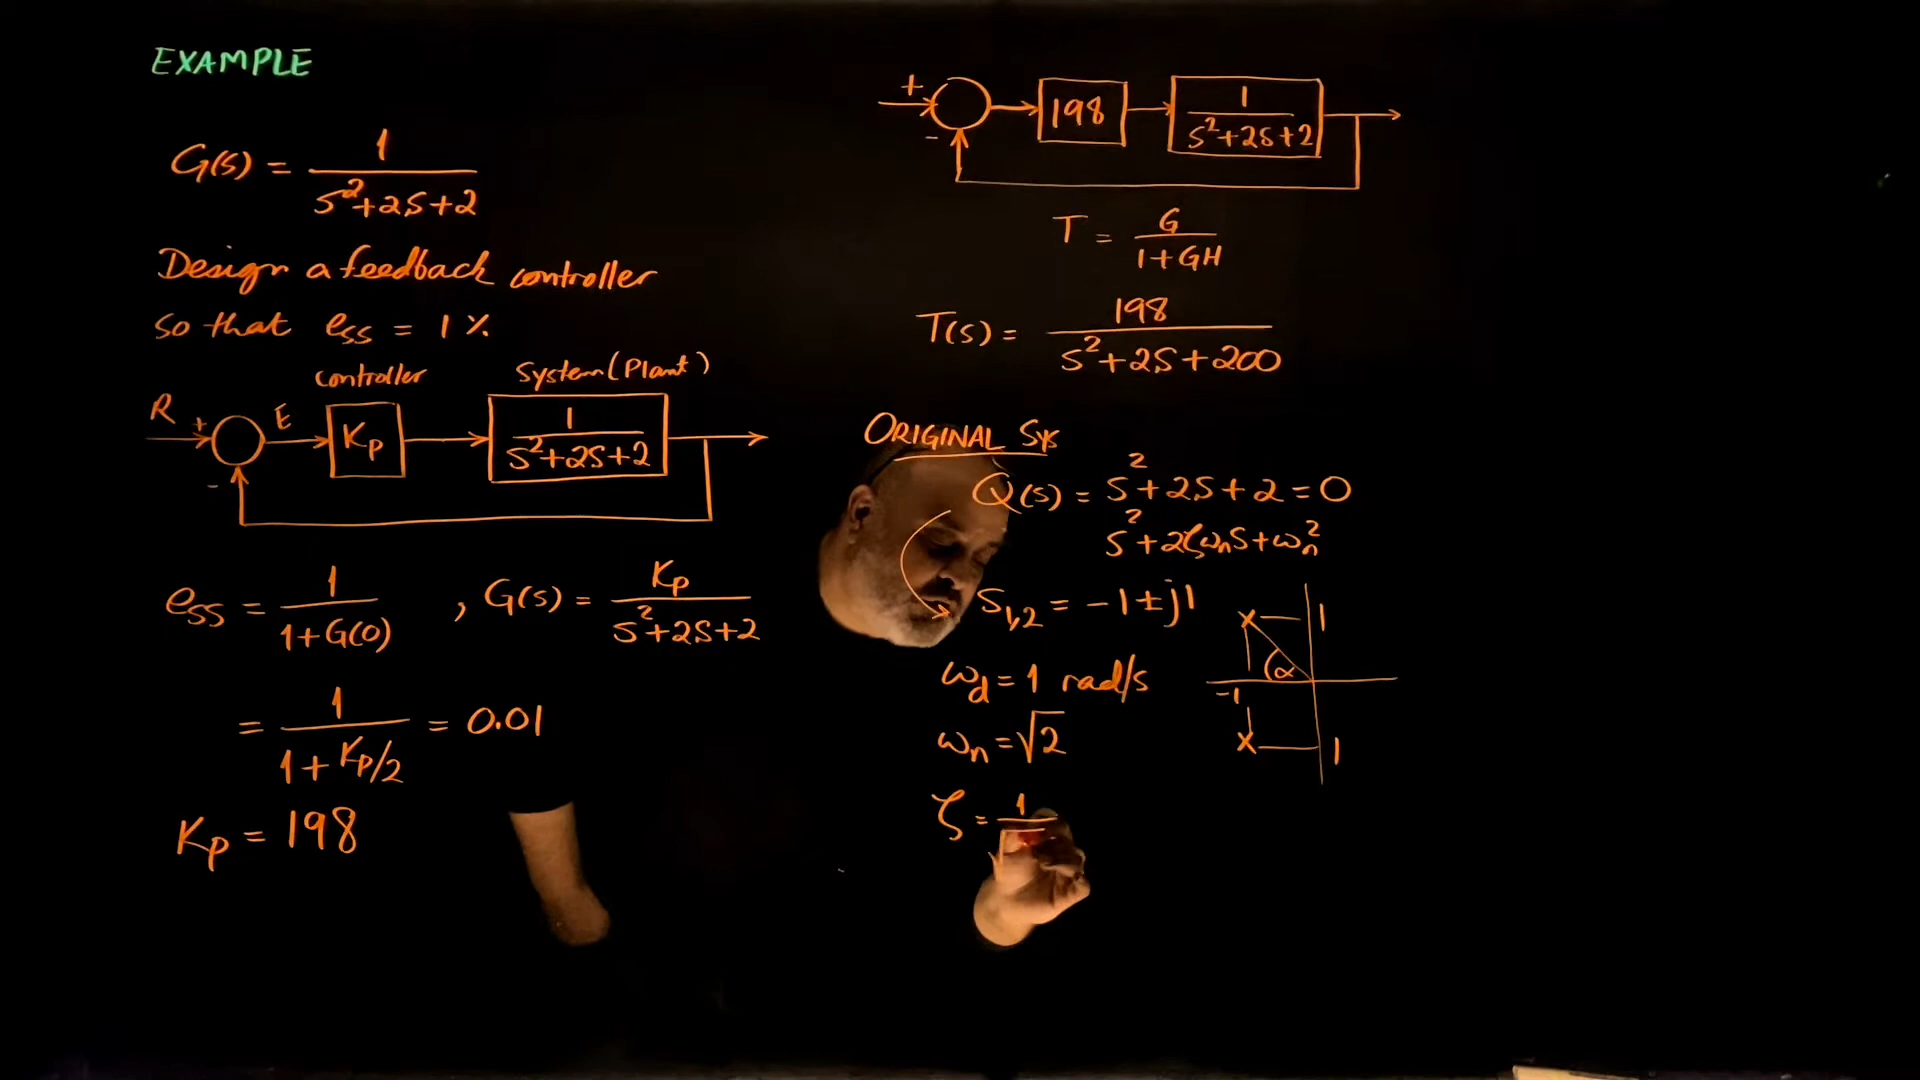 EXAMPLE
G(s) = 1 / (s²+2s+2)
Design a feedback controller
so that ess = 1 %
controller
System (Plant)
R + E Kp 1 / (s²+2s+2)
-
ess = 1 / (1+G(0)) , G(s) = Kp / (s²+2s+2)
= 1 / (1+Kp/2) = 0.01
Kp = 198
+ 198 1 / (s²+2s+2)
-
T = G / (1+GH)
T(s) = 198 / (s²+2s+200)
ORIGINAL Sys
Q(s) = s²+2s+2 = 0
s²+2ζωns+ωn²
s1,2 = -1±j1
ωd = 1 rad/s
ωn = √2
ζ = 1 / √
1
α
-1
1